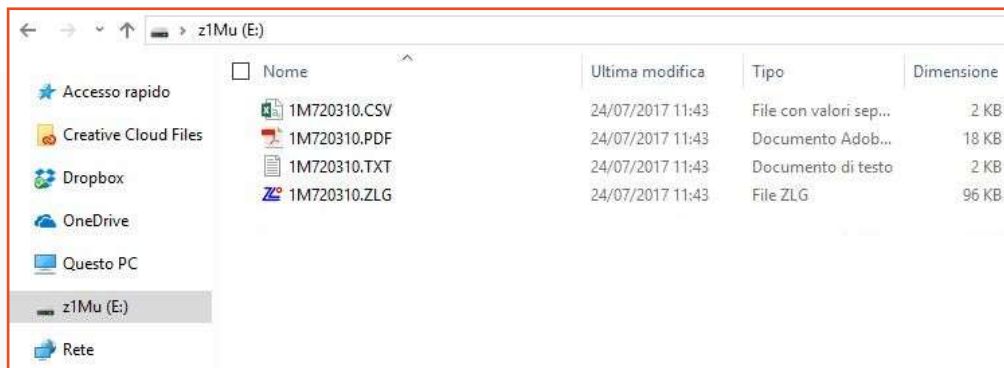 z1Mu (E:)
Nome Ultima modifica Tipo Dimensione
Accesso rapido
Creative Cloud Files
Dropbox
OneDrive
Questo PC
z1Mu (E:)
Rete
1M720310.CSV 24/07/2017 11:43 File con valori sep... 2 KB
1M720310.PDF 24/07/2017 11:43 Documento Adob... 18 KB
1M720310.TXT 24/07/2017 11:43 Documento di testo 2 KB
1M720310.ZLG 24/07/2017 11:43 File ZLG 96 KB